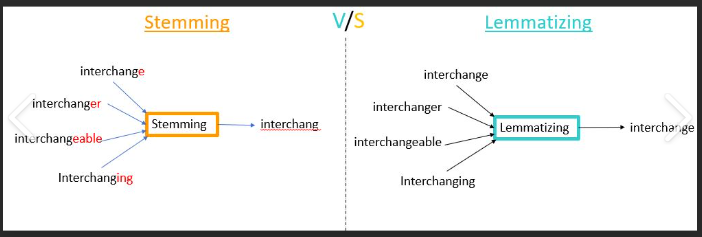 Stemming
V/S
Lemmatizing
interchange
interchanger
interchangeable
Interchanging
Stemming
interchang
interchange
interchanger
interchangeable
Interchanging
Lemmatizing
interchange